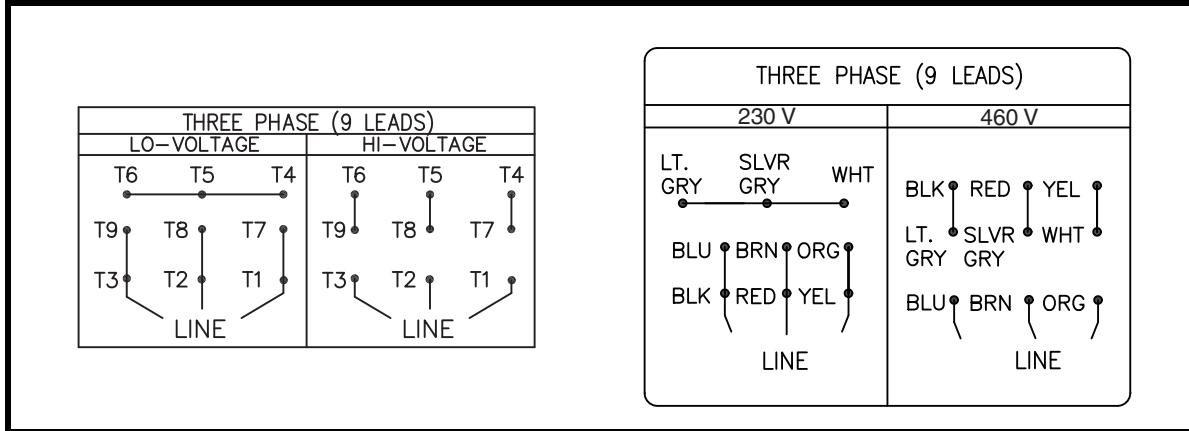 THREE PHASE (9 LEADS)
LO-VOLTAGE HI-VOLTAGE
T6 T5 T4 T6 T5 T4
T9 T8 T7 T9 T8 T7
T3 T2 T1 T3 T2 T1
LINE LINE
THREE PHASE (9 LEADS)
230 V 460 V
LT. SLVR WHT
GRY GRY
BLU BRN ORG
BLK RED YEL
LINE
BLK RED YEL
LT. SLVR WHT
GRY GRY
BLU BRN ORG
LINE